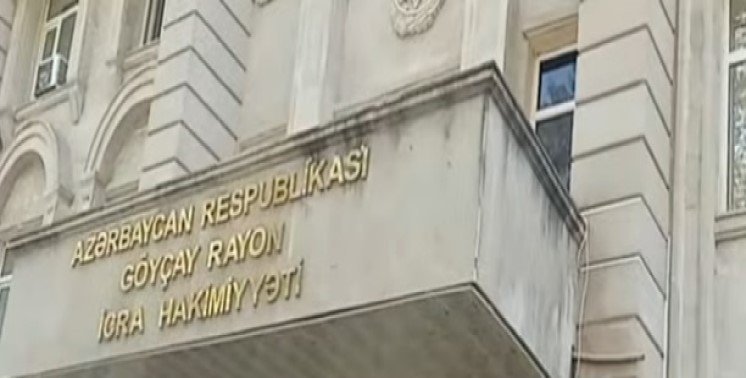 AZƏRBAYCAN RESPUBLİKASI
GÖYÇAY RAYON
İCRA HAKİMİYYƏTİ